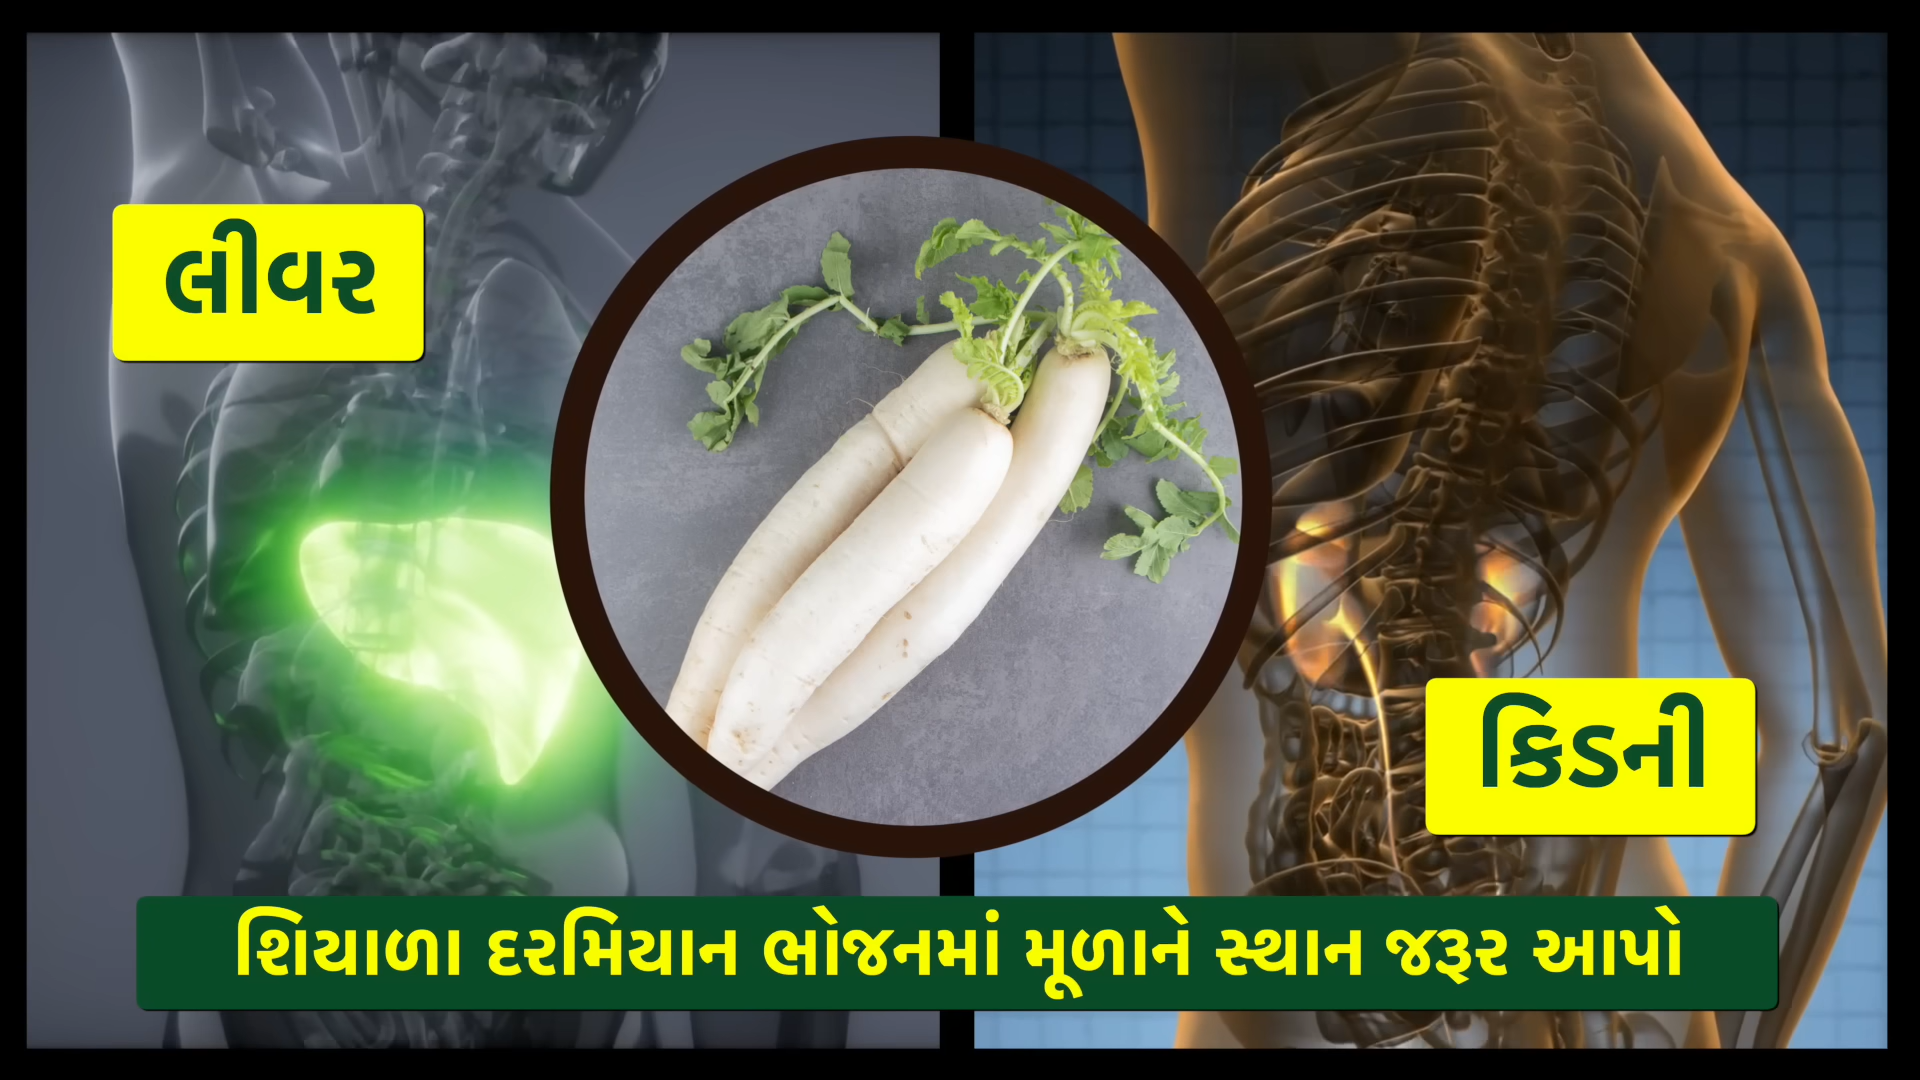 લીવર
કિડની
શિયાળા દરમિયાન ભોજનમાં મૂળાને સ્થાન જરૂર આપો